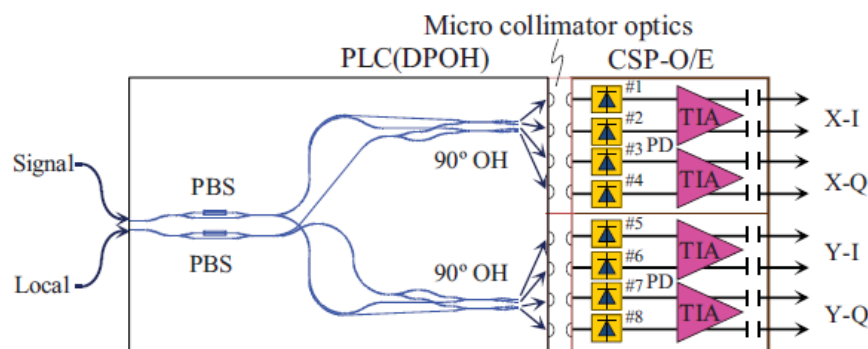 Micro collimator optics
PLC(DPOH)
CSP-O/E
#1
TIA
X-I
#2
90º OH
#3 PD
TIA
X-Q
#4
Signal
PBS
Local
PBS
#5
TIA
Y-I
#6
90º OH
#7 PD
TIA
Y-Q
#8